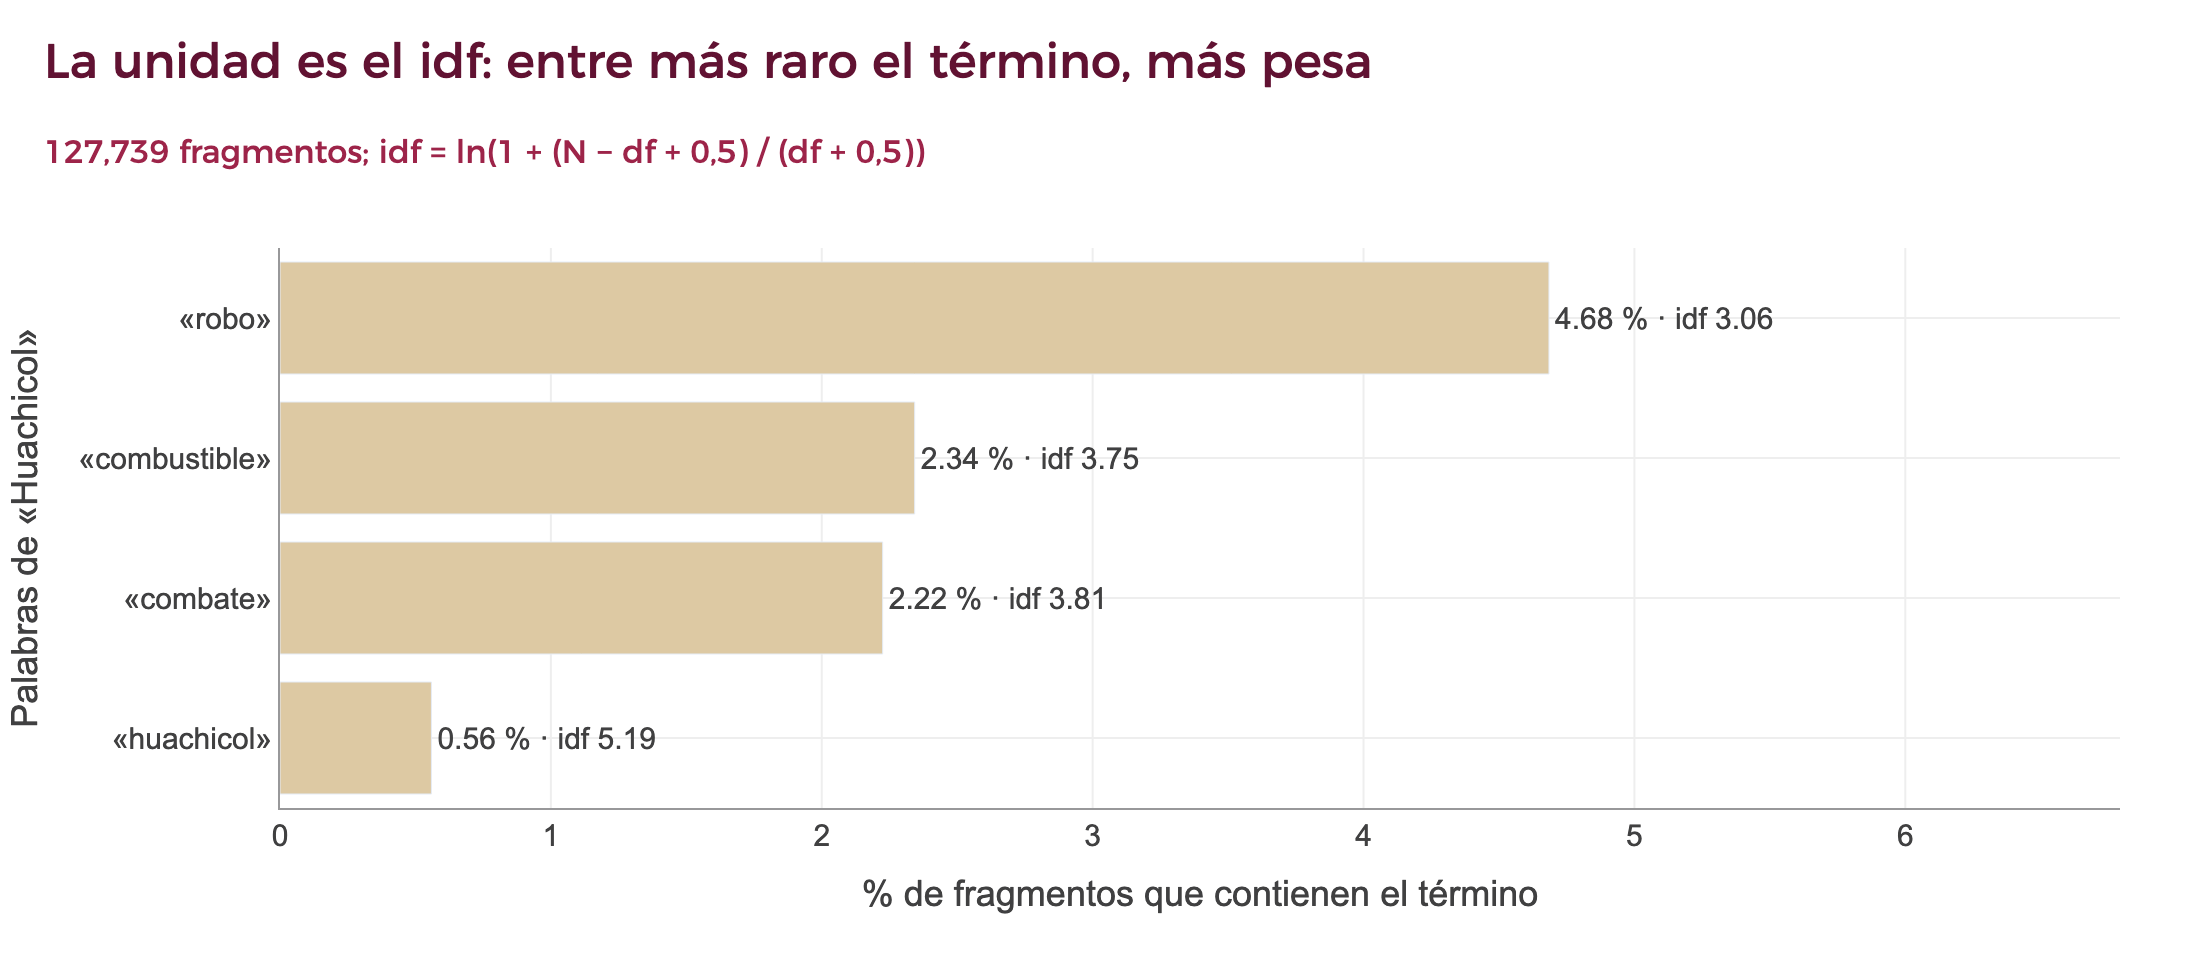 La unidad es el idf: entre más raro el término, más pesa
127,739 fragmentos; idf = ln(1 + (N − df + 0,5) / (df + 0,5))
Palabras de «Huachicol»
«robo»
4.68 % · idf 3.06
«combustible»
2.34 % · idf 3.75
«combate»
2.22 % · idf 3.81
«huachicol»
0.56 % · idf 5.19
0 1 2 3 4 5 6
% de fragmentos que contienen el término